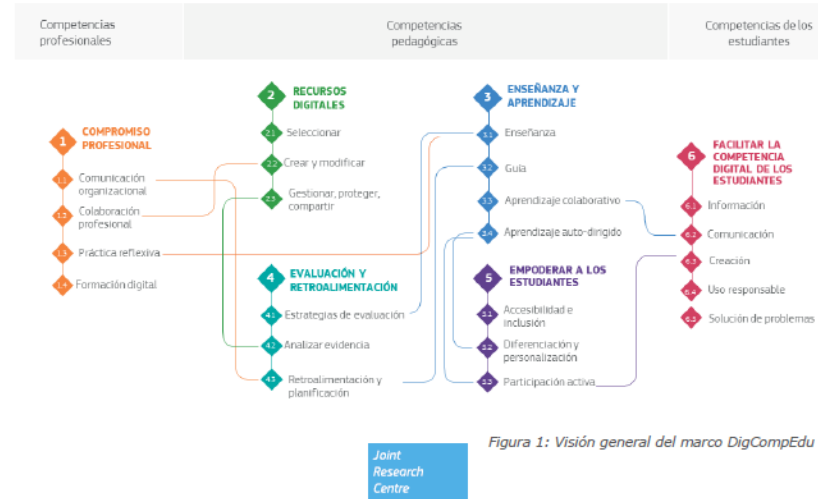 Competencias
profesionales
Competencias
pedagógicas
Competencias de los
estudiantes
1
COMPROMISO
PROFESIONAL
1.1
Comunicación
organizacional
1.2
Colaboración
profesional
1.3
Práctica reflexiva
1.4
Formación digital
2
RECURSOS
DIGITALES
2.1
Seleccionar
2.2
Crear y modificar
2.3
Gestionar, proteger,
compartir
4
EVALUACIÓN Y
RETROALIMENTACIÓN
4.1
Estrategias de evaluación
4.2
Analizar evidencia
4.3
Retroalimentación y
planificación
3
ENSEÑANZA Y
APRENDIZAJE
3.1
Enseñanza
3.2
Guía
3.3
Aprendizaje colaborativo
3.4
Aprendizaje auto-dirigido
5
EMPODERAR A LOS
ESTUDIANTES
5.1
Accesibilidad e
inclusión
5.2
Diferenciación y
personalización
5.3
Participación activa
6
FACILITAR LA
COMPETENCIA
DIGITAL DE LOS
ESTUDIANTES
6.1
Información
6.2
Comunicación
6.3
Creación
6.4
Uso responsable
6.5
Solución de problemas
Figura 1: Visión general del marco DigCompEdu
Joint
Research
Centre